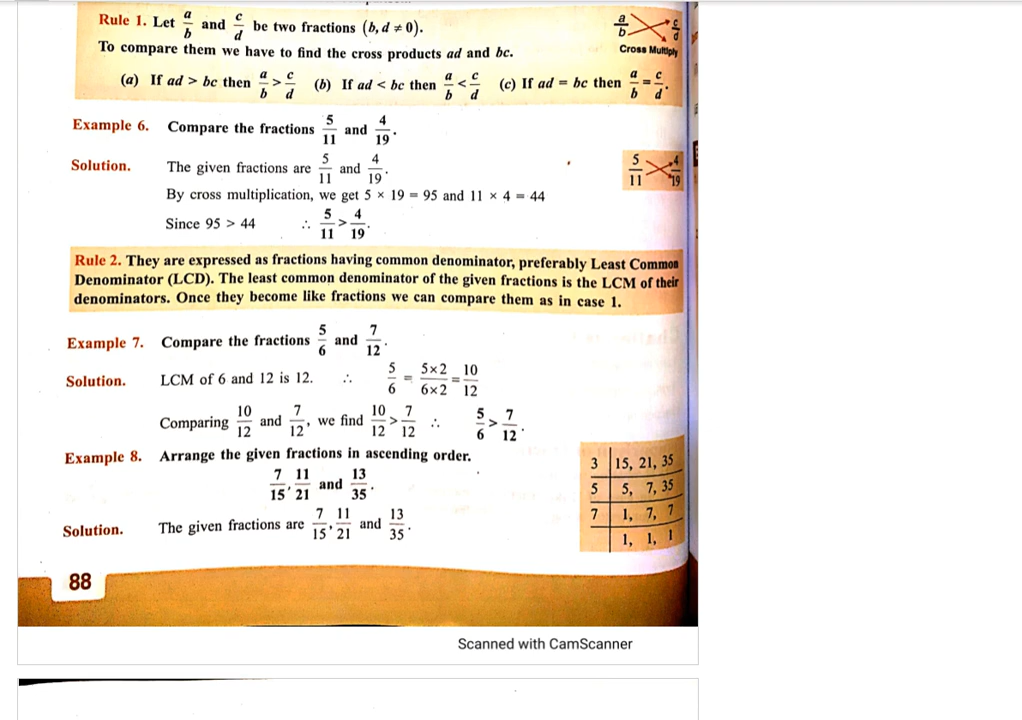 Rule 1. Let a/b and c/d be two fractions (b, d ≠ 0).
To compare them we have to find the cross products ad and bc.
(a) If ad > bc then a/b > c/d (b) If ad < bc then a/b < c/d (c) If ad = bc then a/b = c/d.
a/b c/d
Cross Multiply
Example 6. Compare the fractions 5/11 and 4/19.
Solution. The given fractions are 5/11 and 4/19.
By cross multiplication, we get 5 × 19 = 95 and 11 × 4 = 44
Since 95 > 44 ∴ 5/11 > 4/19.
5/11 4/19
Rule 2. They are expressed as fractions having common denominator, preferably Least Common
Denominator (LCD). The least common denominator of the given fractions is the LCM of their
denominators. Once they become like fractions we can compare them as in case 1.
Example 7. Compare the fractions 5/6 and 7/12.
Solution. LCM of 6 and 12 is 12. ∴ 5/6 = 5×2/6×2 = 10/12
Comparing 10/12 and 7/12, we find 10/12 > 7/12 ∴ 5/6 > 7/12.
Example 8. Arrange the given fractions in ascending order.
7/15, 11/21 and 13/35.
Solution. The given fractions are 7/15, 11/21 and 13/35.
3 15, 21, 35
5 5, 7, 35
7 1, 7, 7
1, 1, 1
88
Scanned with CamScanner